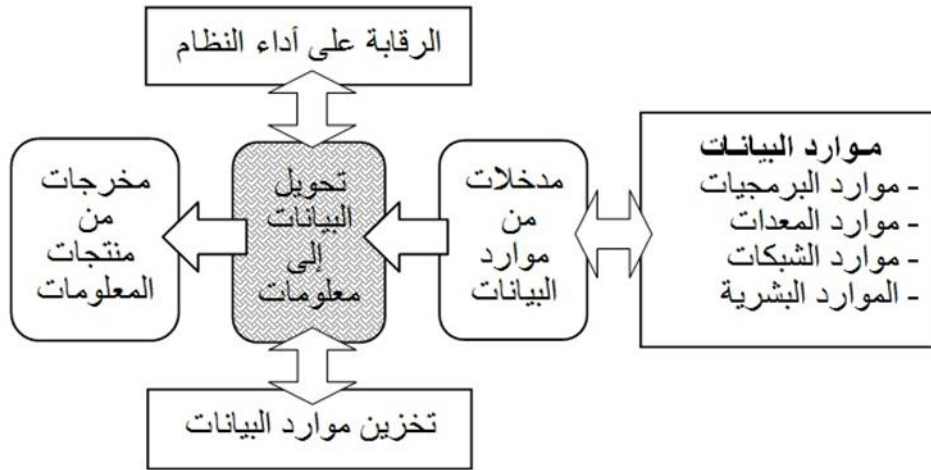 الرقابة على أداء النظام
موارد البيانات
- موارد البرمجيات
- موارد المعدات
- موارد الشبكات
- الموارد البشرية
مدخلات
من
موارد
البيانات
تحويل
البيانات
إلى
معلومات
مخرجات
من
منتجات
المعلومات
تخزين موارد البيانات